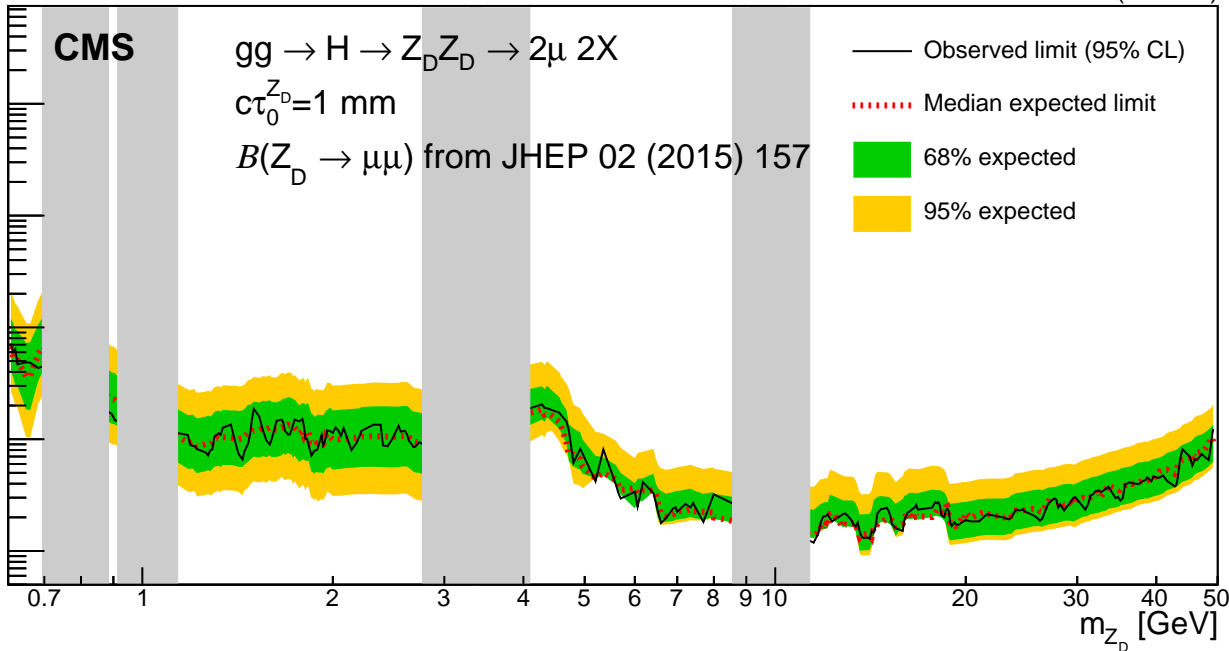 CMS
gg → H → Z_D Z_D → 2μ 2X
cτ_0^{Z_D}=1 mm
B(Z_D → μμ) from JHEP 02 (2015) 157
Observed limit (95% CL)
Median expected limit
68% expected
95% expected
0.7 1 2 3 4 5 6 7 8 9 10 20 30 40 50
m_{Z_D} [GeV]